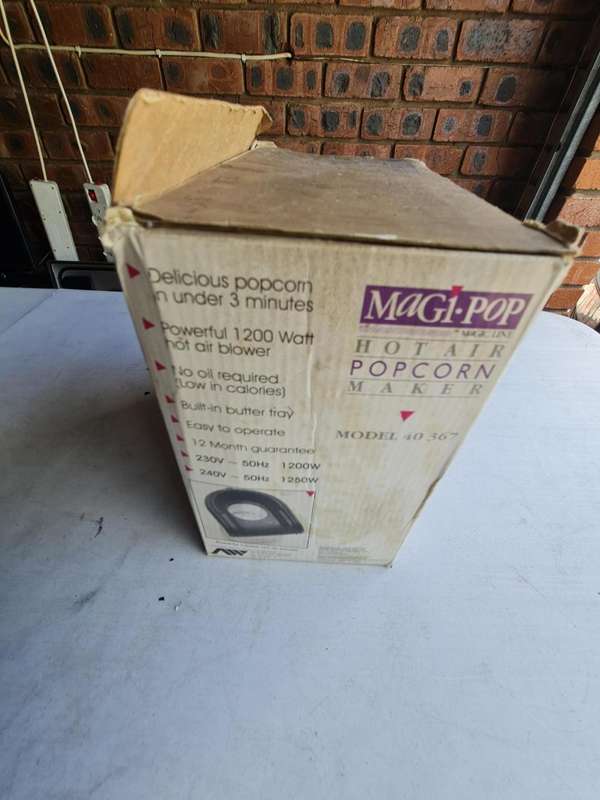 Delicious popcorn
in under 3 minutes
Powerful 1200 Watt
hot air blower
No oil required
(Low in calories)
Built-in butter tray
Easy to operate
12 Month guarantee
230V ~ 50Hz 1200W
240V ~ 50Hz 1250W
MAGI·POP
MAGIC LINE
HOT AIR
POPCORN
MAKER
MODEL 40 367